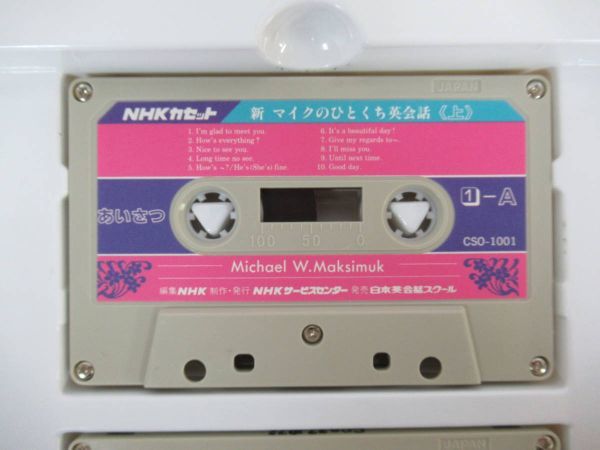 JAPAN
NHKカセット 新 マイクのひとくち英会話 《上》
1. I'm glad to meet you.
2. How's everything?
3. Nice to see you.
4. Long time no see.
5. How's ~?/He's(She's) fine.
6. It's a beautiful day!
7. Give my regards to~.
8. I'll miss you.
9. Until next time.
10. Good day.
あいさつ
1-A
100 50 0
CSO-1001
Michael W.Maksimuk
編集NHK 制作・発行 NHKサービスセンター 発売 日本英会話スクール
JAPAN